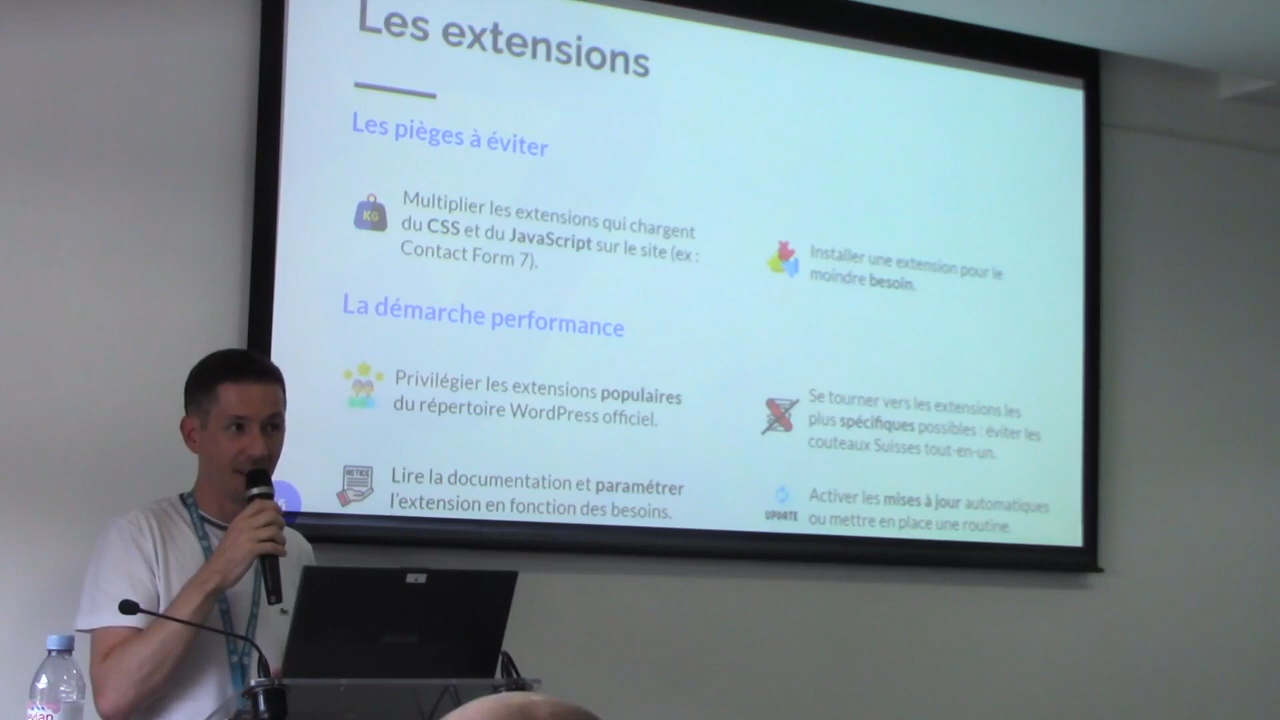 Les extensions
Les pièges à éviter
KG
Multiplier les extensions qui chargent
du CSS et du JavaScript sur le site (ex :
Contact Form 7).
Installer une extension pour le
moindre besoin.
La démarche performance
Privilégier les extensions populaires
du répertoire WordPress officiel.
Se tourner vers les extensions les
plus spécifiques possibles : éviter les
couteaux Suisses tout-en-un.
NOTICE
Lire la documentation et paramétrer
l'extension en fonction des besoins.
UPDATE
Activer les mises à jour automatiques
ou mettre en place une routine.
evian